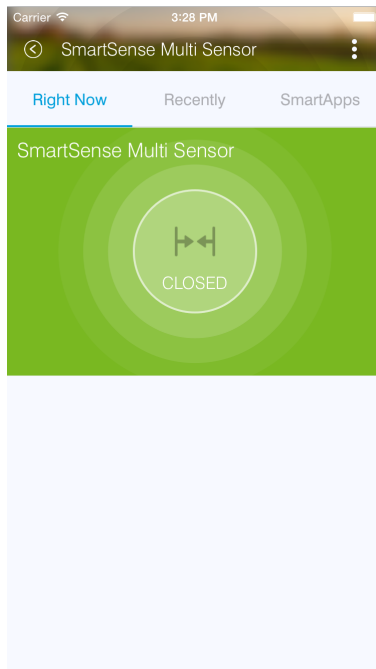 Carrier 3:28 PM
SmartSense Multi Sensor
Right Now Recently SmartApps
SmartSense Multi Sensor
CLOSED